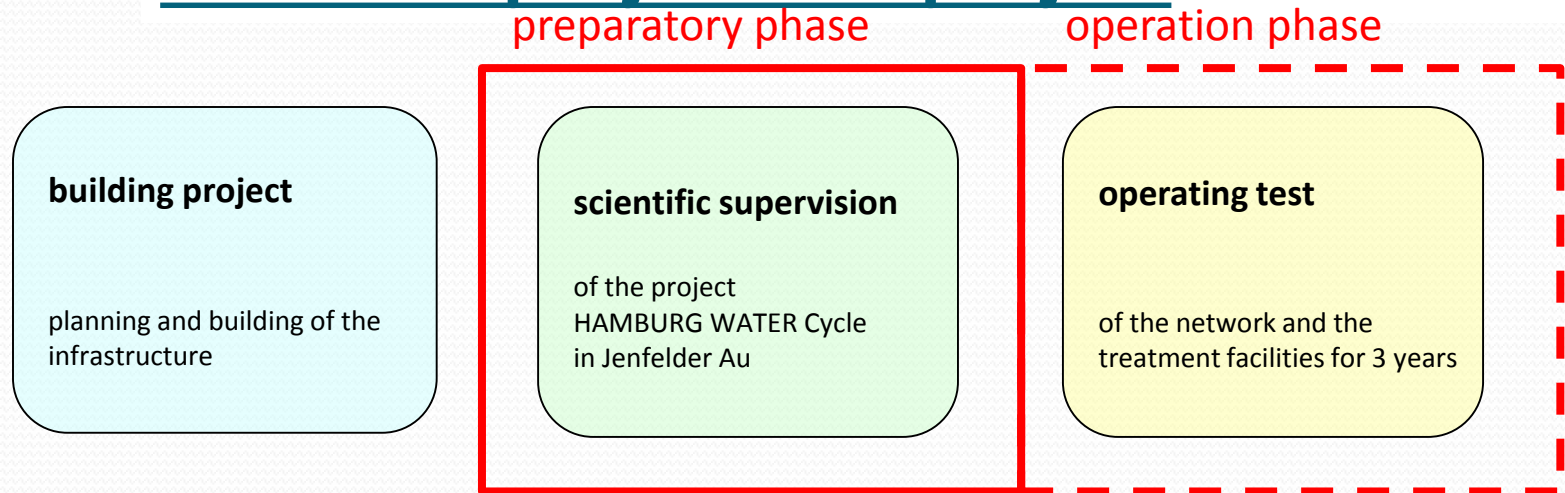 preparatory phase
operation phase
building project
planning and building of the
infrastructure
scientific supervision
of the project
HAMBURG WATER Cycle
in Jenfelder Au
operating test
of the network and the
treatment facilities for 3 years